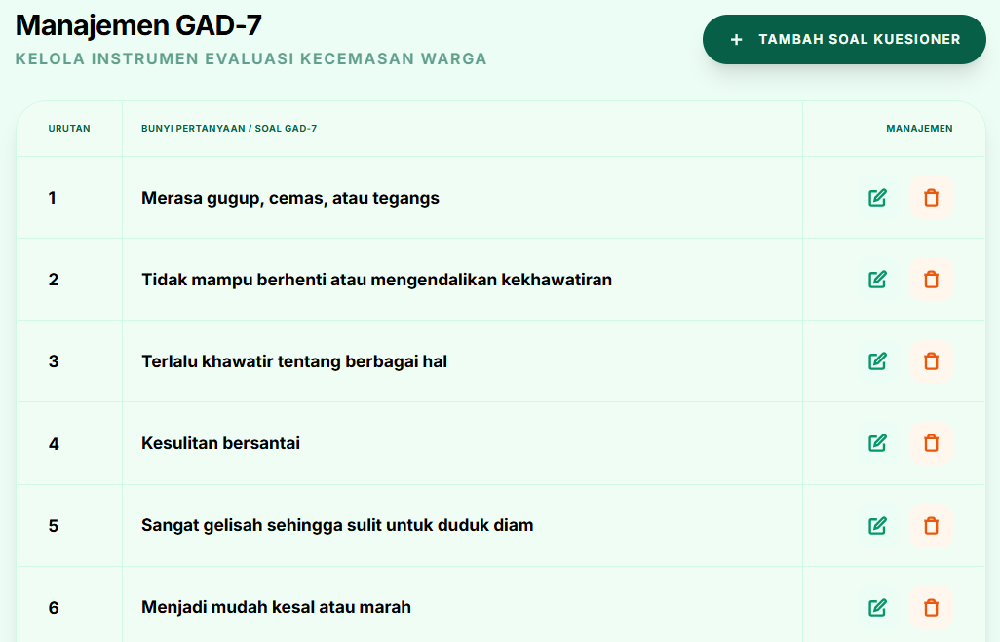 Manajemen GAD-7
KELOLA INSTRUMEN EVALUASI KECEMASAN WARGA
+ TAMBAH SOAL KUESIONER
URUTAN BUNYI PERTANYAAN / SOAL GAD-7 MANAJEMEN
1 Merasa gugup, cemas, atau tegangs
2 Tidak mampu berhenti atau mengendalikan kekhawatiran
3 Terlalu khawatir tentang berbagai hal
4 Kesulitan bersantai
5 Sangat gelisah sehingga sulit untuk duduk diam
6 Menjadi mudah kesal atau marah